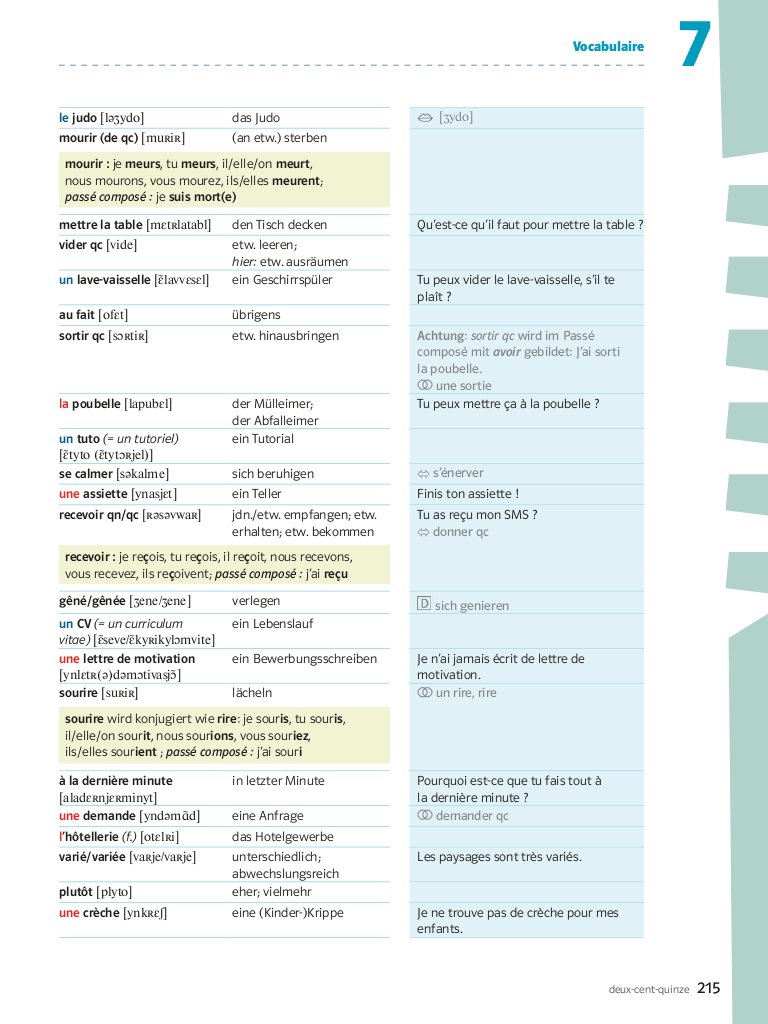 Vocabulaire 7
le judo [ləʒydo] das Judo [ʒydo]
mourir (de qc) [muʀiʀ] (an etw.) sterben
mourir : je meurs, tu meurs, il/elle/on meurt,
nous mourons, vous mourez, ils/elles meurent;
passé composé : je suis mort(e)
mettre la table [mɛtʀlatabl] den Tisch decken Qu'est-ce qu'il faut pour mettre la table ?
vider qc [vide] etw. leeren;
hier: etw. ausräumen
un lave-vaisselle [ɛ̃lavvɛsɛl] ein Geschirrspüler Tu peux vider le lave-vaisselle, s'il te
plaît ?
au fait [ofɛt] übrigens
sortir qc [sɔʀtiʀ] etw. hinausbringen Achtung: sortir qc wird im Passé
composé mit avoir gebildet: J'ai sorti
la poubelle.
une sortie
la poubelle [lapubɛl] der Mülleimer; Tu peux mettre ça à la poubelle ?
der Abfalleimer
un tuto (= un tutoriel) ein Tutorial
[ɛ̃tyto (ɛ̃tytɔʀjel)]
se calmer [səkalme] sich beruhigen ⇔ s'énerver
une assiette [ynasjɛt] ein Teller Finis ton assiette !
recevoir qn/qc [ʀəsəvwaʀ] jdn./etw. empfangen; etw. Tu as reçu mon SMS ?
erhalten; etw. bekommen ⇔ donner qc
recevoir : je reçois, tu reçois, il reçoit, nous recevons,
vous recevez, ils reçoivent; passé composé : j'ai reçu
gêné/gênée [ʒene/ʒene] verlegen D sich genieren
un CV (= un curriculum ein Lebenslauf
vitae) [ɛ̃seve/ɛ̃kyʀikylɔmvite]
une lettre de motivation ein Bewerbungsschreiben Je n'ai jamais écrit de lettre de
[ynlɛtʀ(ə)dəmɔtivasjɔ̃] motivation.
sourire [suʀiʀ] lächeln un rire, rire
sourire wird konjugiert wie rire: je souris, tu souris,
il/elle/on sourit, nous sourions, vous souriez,
ils/elles sourient ; passé composé : j'ai souri
à la dernière minute in letzter Minute Pourquoi est-ce que tu fais tout à
[aladɛʀnjɛʀminyt] la dernière minute ?
une demande [yndəmɑ̃d] eine Anfrage demander qc
l'hôtellerie (f.) [otɛlʀi] das Hotelgewerbe
varié/variée [vaʀje/vaʀje] unterschiedlich; Les paysages sont très variés.
abwechslungsreich
plutôt [plyto] eher; vielmehr
une crèche [ynkʀɛʃ] eine (Kinder-)Krippe Je ne trouve pas de crèche pour mes
enfants.
deux-cent-quinze 215